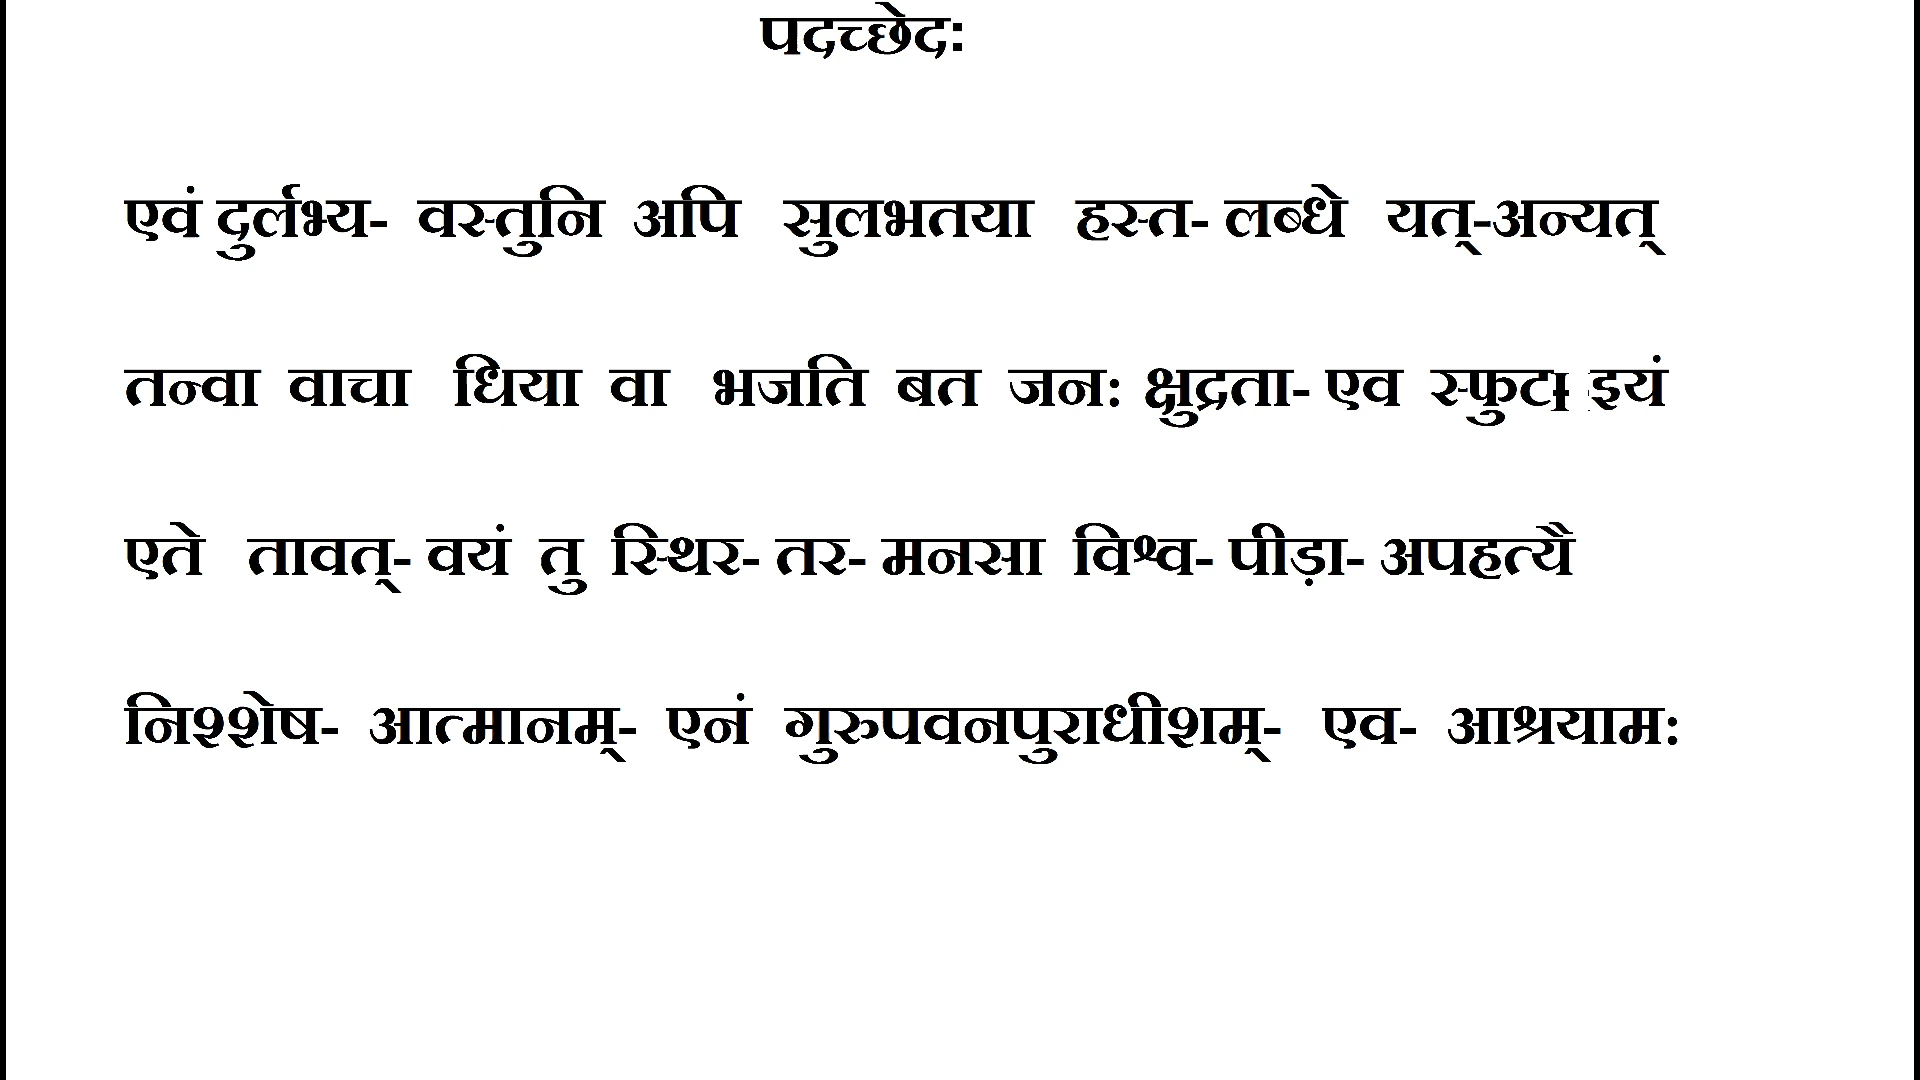 पदच्छेदः
एवं दुर्लभ्य- वस्तुनि अपि सुलभतया हस्त- लब्धे यत्-अन्यत्
तन्वा वाचा धिया वा भजति बत जनः क्षुद्रता- एव स्फुटा इयं
एते तावत्- वयं तु स्थिर- तर- मनसा विश्व- पीड़ा- अपहत्यै
निश्शेष- आत्मानम्- एनं गुरुपवनपुराधीशम्- एव- आश्रयामः